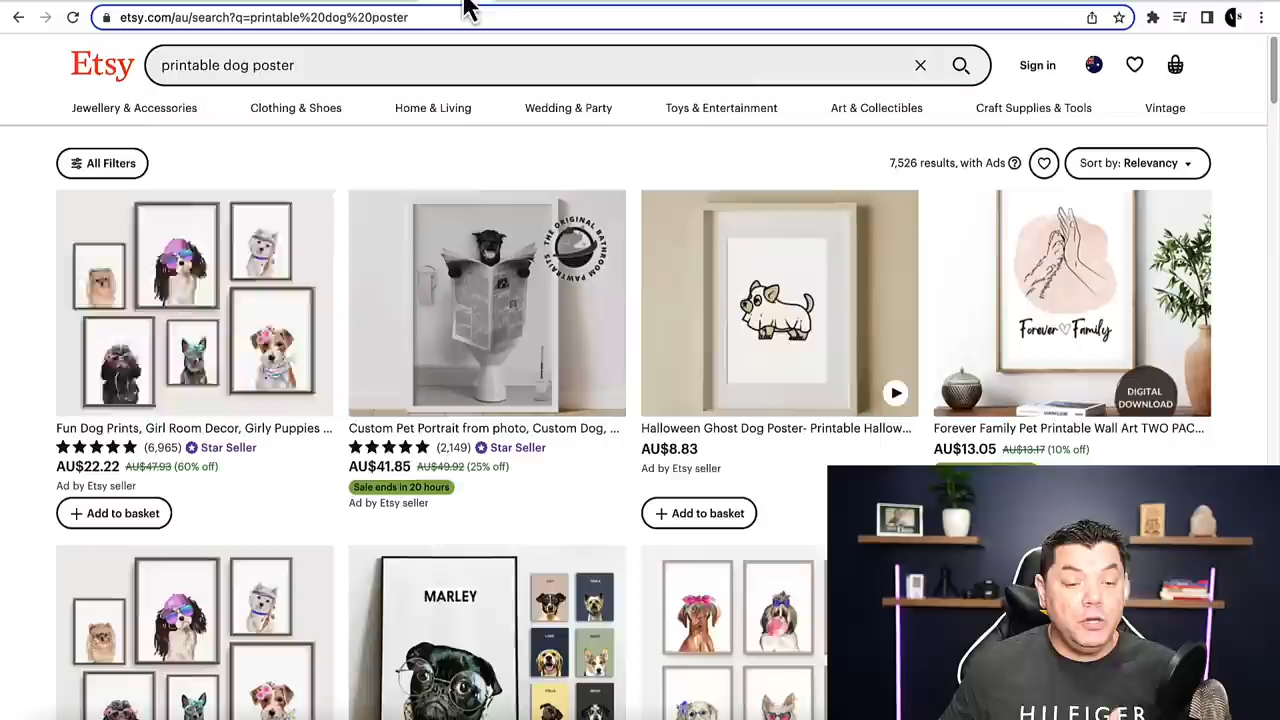 etsy.com/au/search?q=printable%20dog%20poster
Etsy
printable dog poster
Sign in
Jewellery & Accessories
Clothing & Shoes
Home & Living
Wedding & Party
Toys & Entertainment
Art & Collectibles
Craft Supplies & Tools
Vintage
All Filters
7,526 results, with Ads
Sort by: Relevancy
THE ORIGINAL BATHROOM PAWTRAITS
Forever Family
DIGITAL
DOWNLOAD
Fun Dog Prints, Girl Room Decor, Girly Puppies ...
(6,965) Star Seller
AU$22.22 AU$47.93 (60% off)
Ad by Etsy seller
Add to basket
Custom Pet Portrait from photo, Custom Dog, ...
(2,149) Star Seller
AU$41.85 AU$49.92 (25% off)
Sale ends in 20 hours
Ad by Etsy seller
Halloween Ghost Dog Poster- Printable Hallow...
AU$8.83
Ad by Etsy seller
Add to basket
Forever Family Pet Printable Wall Art TWO PAC...
AU$13.05 AU$13.17 (10% off)
MARLEY
HILFIGER